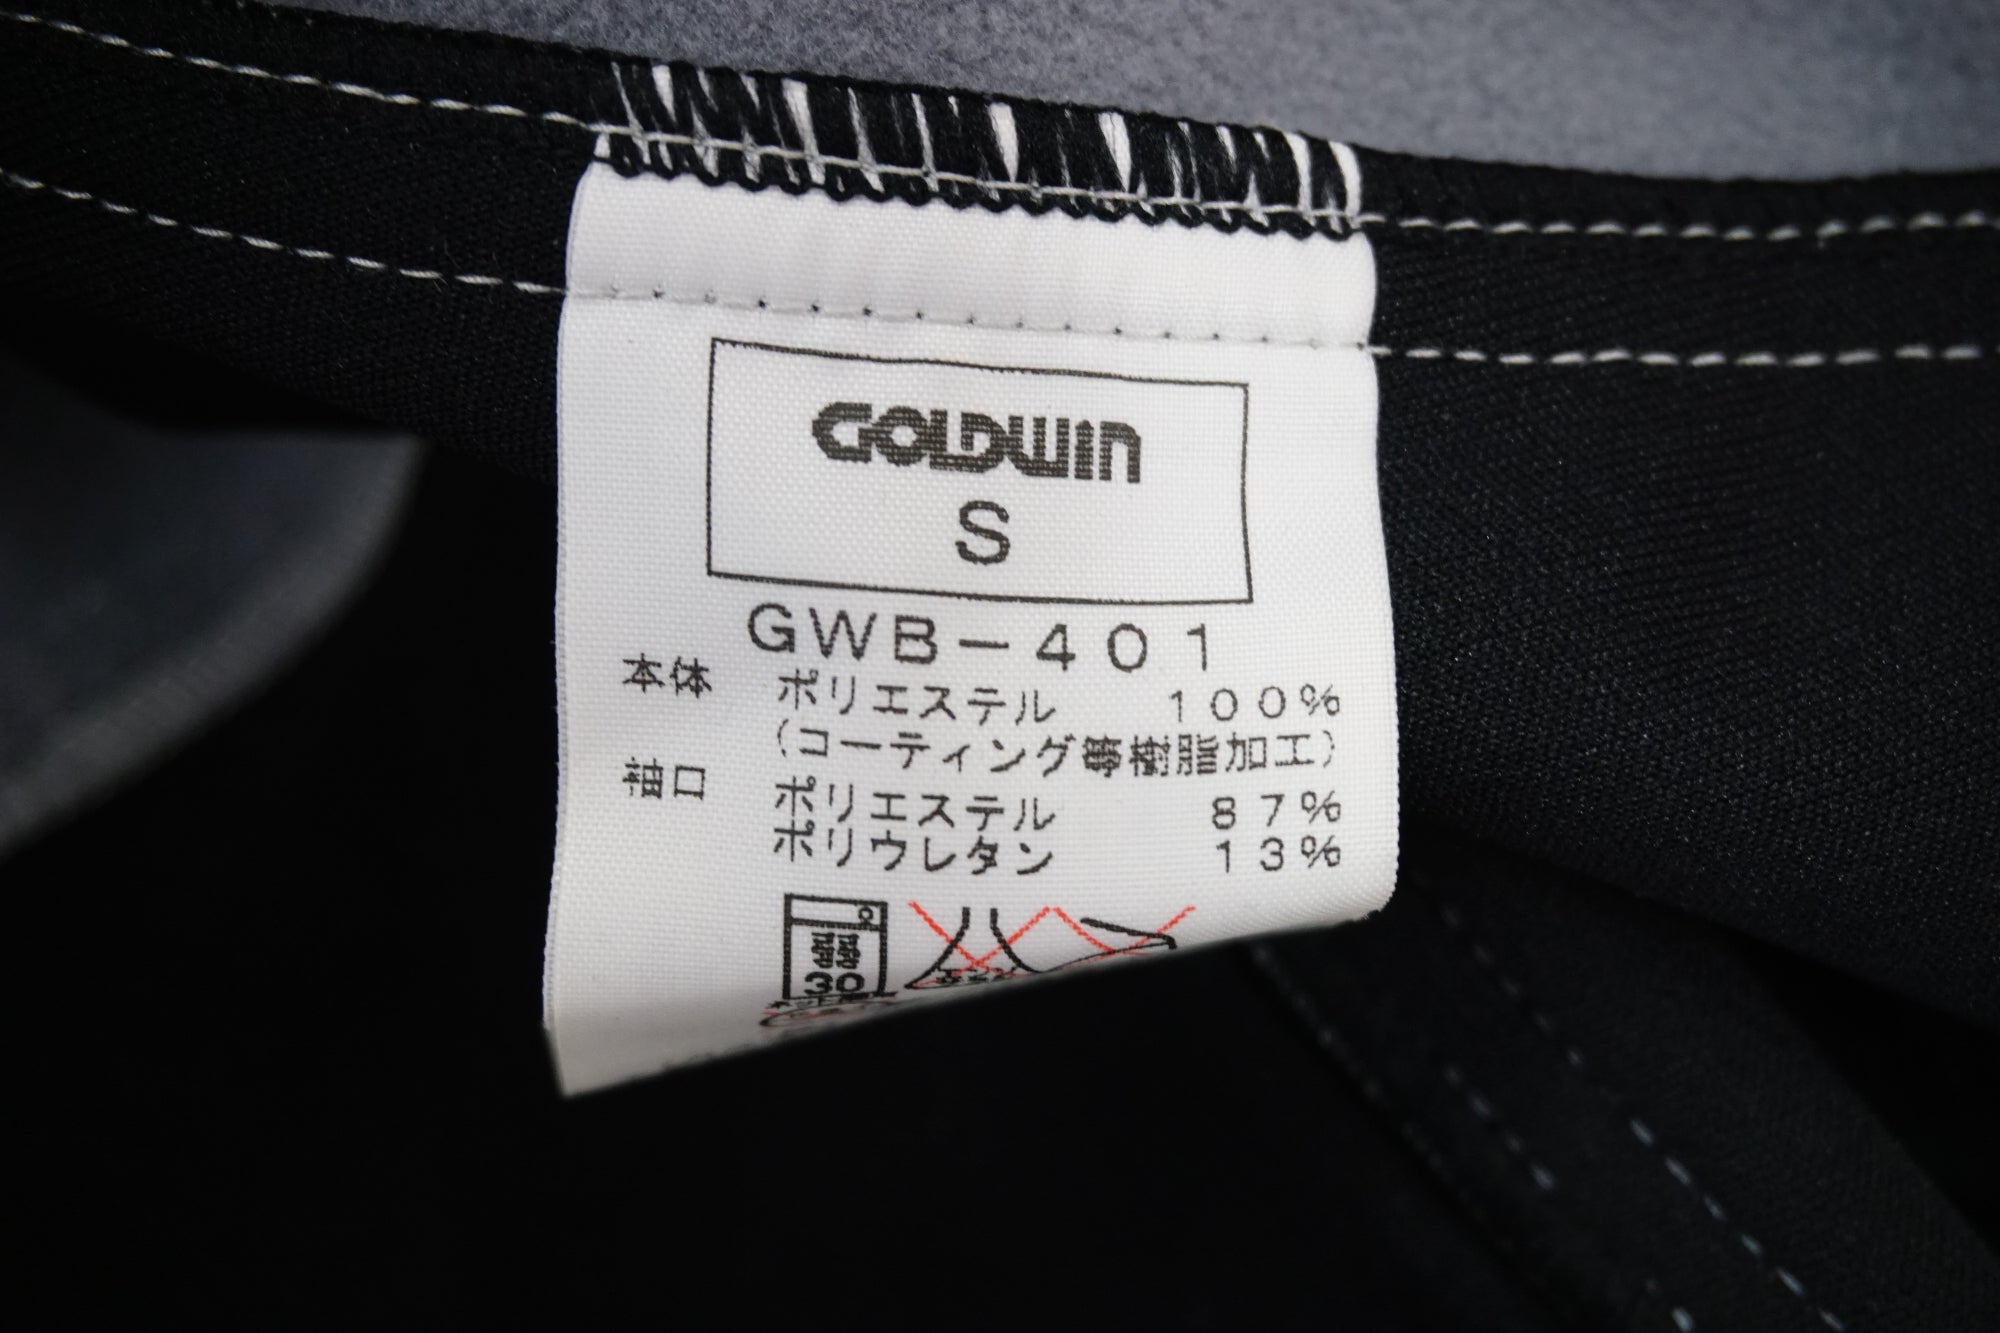 GOLDWIN
S
GWB-401
本体 ポリエステル 100%
(コーティング等樹脂加工)
袖口 ポリエステル 87%
ポリウレタン 13%